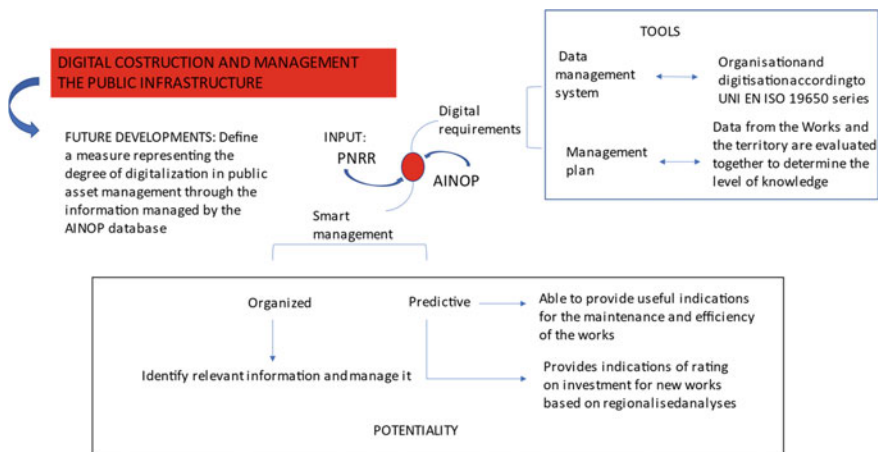 DIGITAL COSTRUCTION AND MANAGEMENT
THE PUBLIC INFRASTRUCTURE
FUTURE DEVELOPMENTS: Define
a measure representing the
degree of digitalization in public
asset management through the
information managed by the
AINOP database
INPUT:
PNRR
AINOP
Digital
requirements
Smart
management
TOOLS
Data
management
system
Organisationand
digitisationaccordingto
UNI EN ISO 19650 series
Management
plan
Data from the Works and
the territory are evaluated
together to determine the
level of knowledge
Organized
Predictive
Able to provide useful indications
for the maintenance and efficiency
of the works
Identify relevant information and manage it
Provides indications of rating
on investment for new works
based on regionalisedanalyses
POTENTIALITY